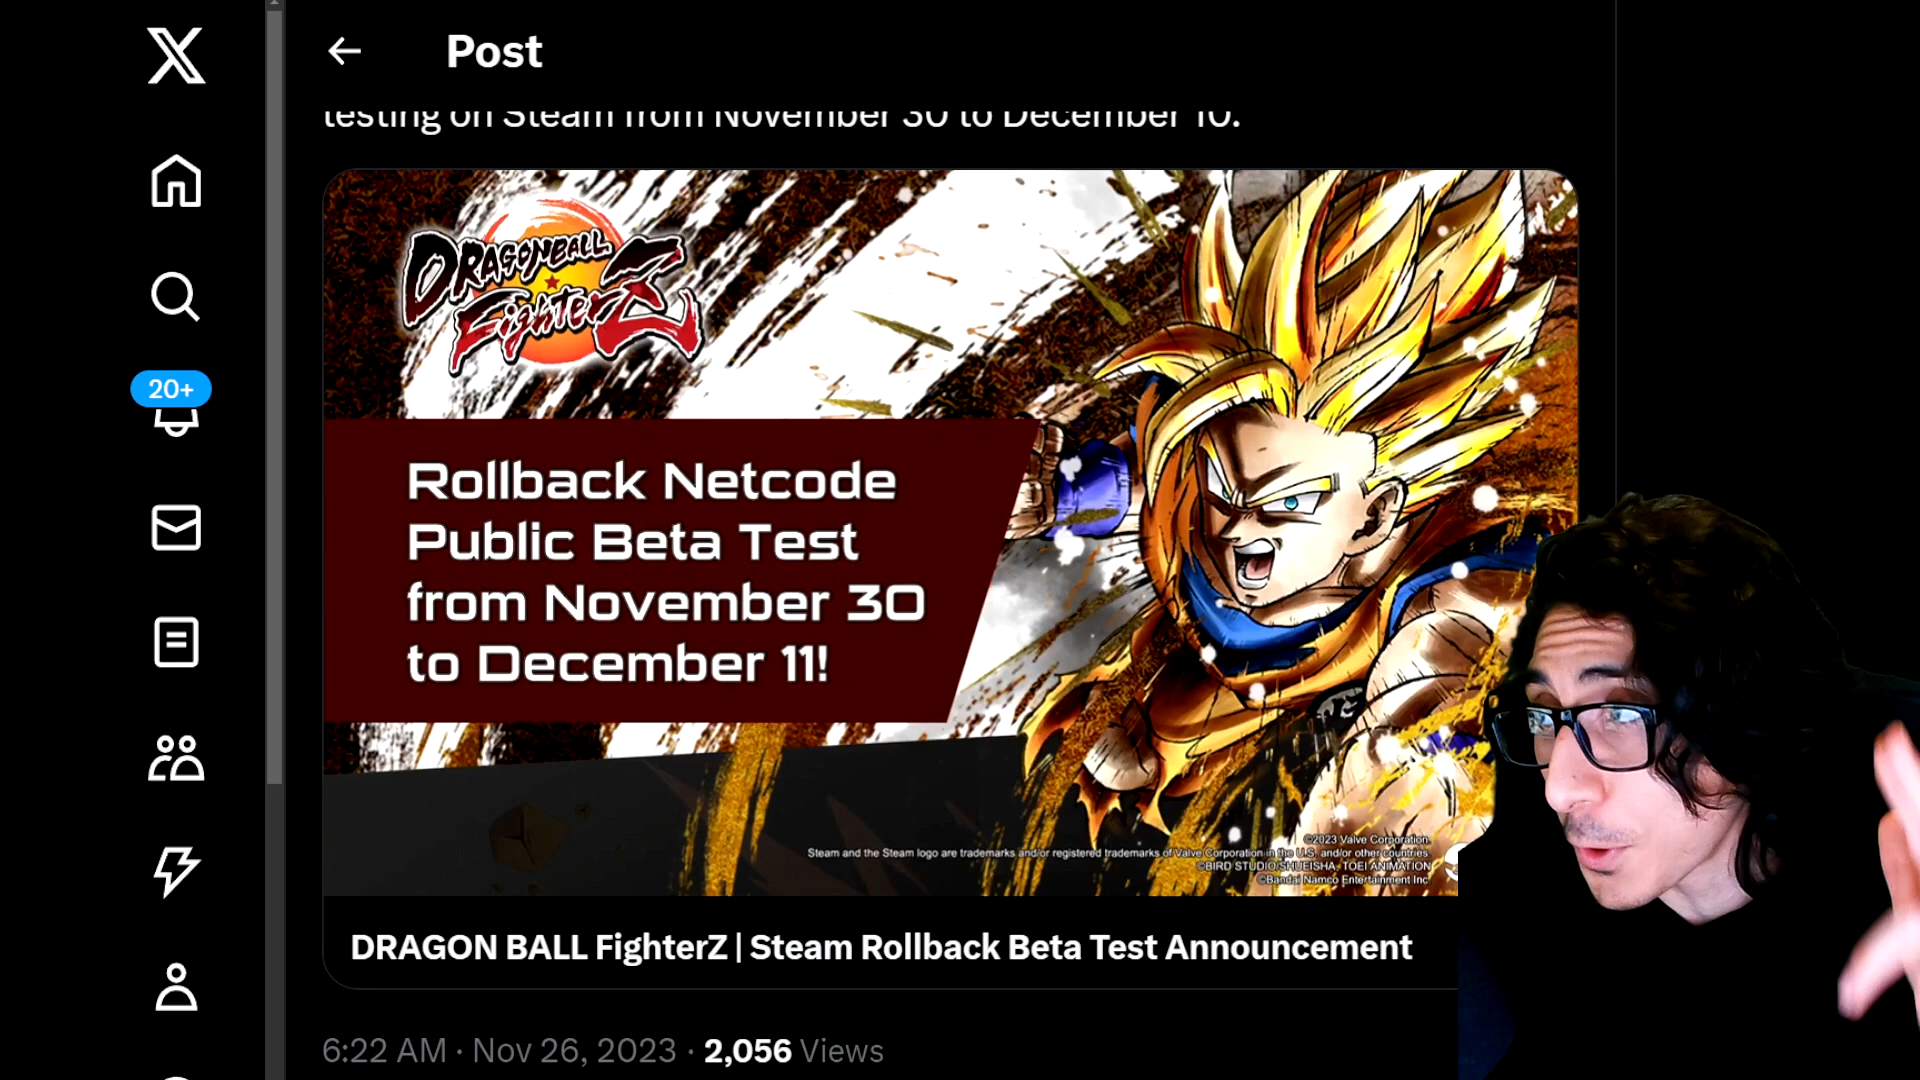 Post
testing on Steam from November 30 to December 10.
DRAGONBALL
FighterZ
Rollback Netcode
Public Beta Test
from November 30
to December 11!
©2023 Valve Corporation.
Steam and the Steam logo are trademarks and/or registered trademarks of Valve Corporation in the U.S. and/or other countries.
©BIRD STUDIO/SHUEISHA, TOEI ANIMATION
©Bandai Namco Entertainment Inc.
DRAGON BALL FighterZ | Steam Rollback Beta Test Announcement
6:22 AM · Nov 26, 2023 · 2,056 Views
20+